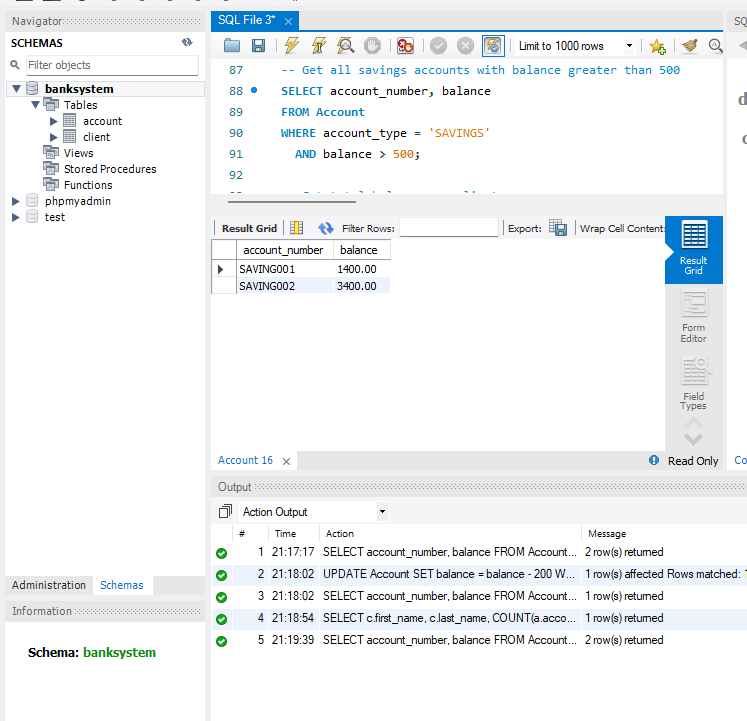 Navigator
SCHEMAS
Filter objects
banksystem
Tables
account
client
Views
Stored Procedures
Functions
phpmyadmin
test
Administration Schemas
Information
Schema: banksystem
SQL File 3*
Limit to 1000 rows
87 -- Get all savings accounts with balance greater than 500
88 SELECT account_number, balance
89 FROM Account
90 WHERE account_type = 'SAVINGS'
91 AND balance > 500;
92
Result Grid Filter Rows: Export: Wrap Cell Content:
account_number balance
SAVING001 1400.00
SAVING002 3400.00
Result Grid
Form Editor
Field Types
Account 16
Read Only
Output
Action Output
# Time Action Message
1 21:17:17 SELECT account_number, balance FROM Account... 2 row(s) returned
2 21:18:02 UPDATE Account SET balance = balance - 200 W... 1 row(s) affected Rows matched: 1
3 21:18:02 SELECT account_number, balance FROM Account... 1 row(s) returned
4 21:18:54 SELECT c.first_name, c.last_name, COUNT(a.acco... 1 row(s) returned
5 21:19:39 SELECT account_number, balance FROM Account... 2 row(s) returned